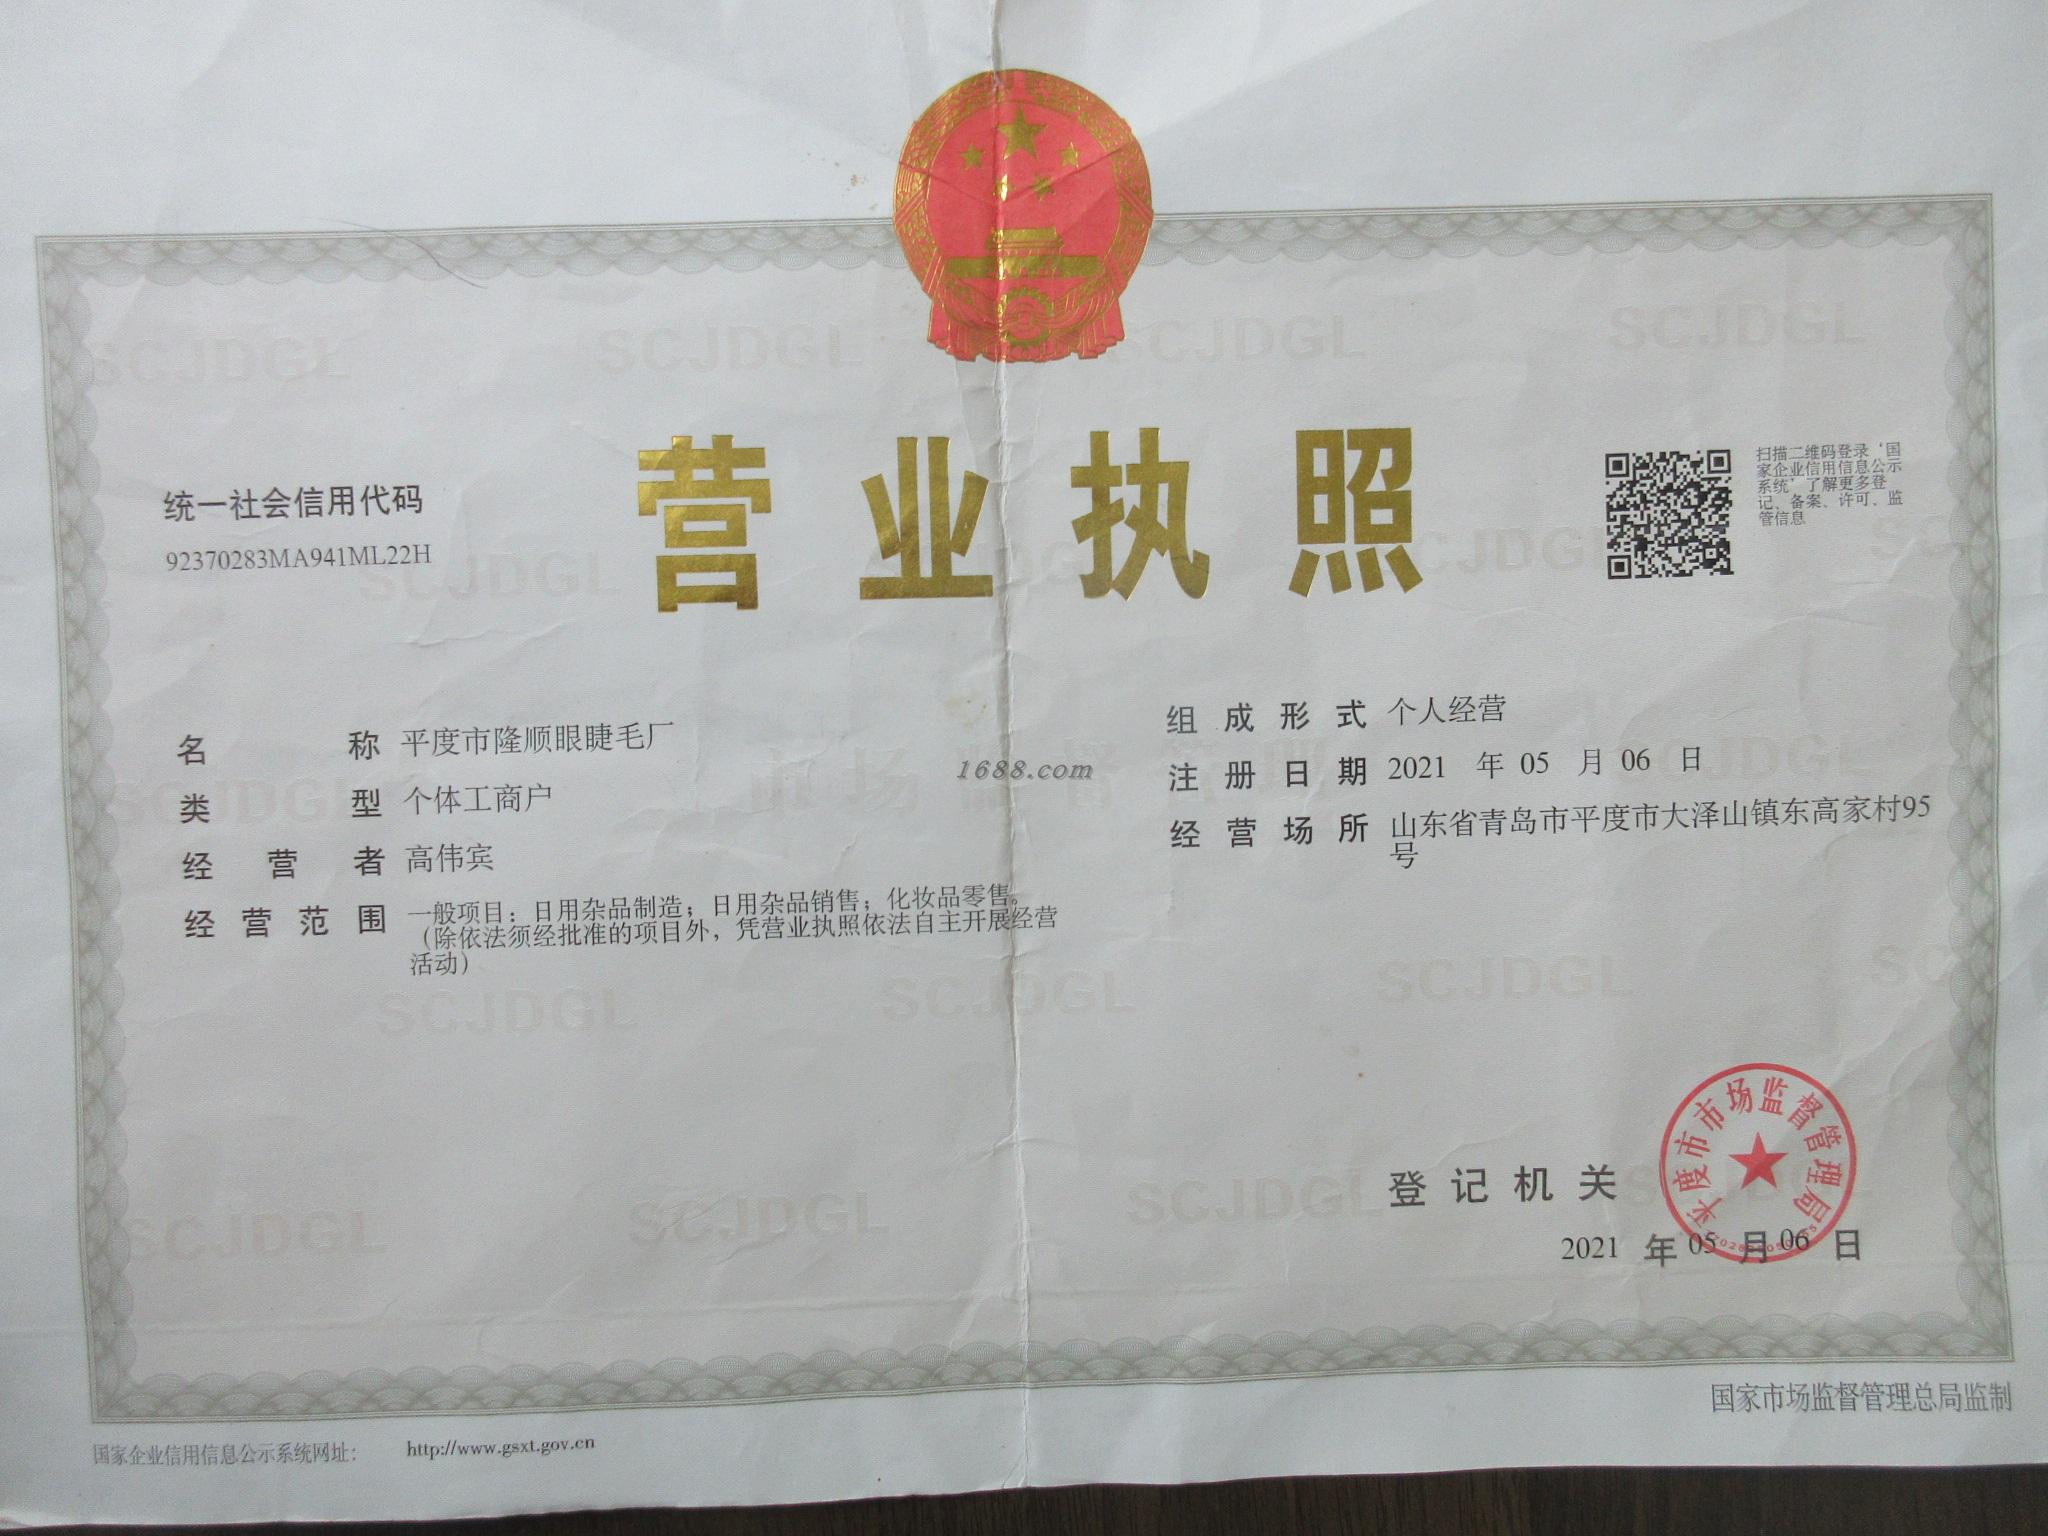 营业执照
统一社会信用代码
92370283MA941ML22H
扫描二维码登录‘国
家企业信用信息公示
系统’了解更多登
记、备案、许可、监
管信息
名称 平度市隆顺眼睫毛厂
类型 个体工商户
经营者 高伟宾
经营范围 一般项目：日用杂品制造；日用杂品销售；化妆品零售。
（除依法须经批准的项目外，凭营业执照依法自主开展经营
活动）
组成形式 个人经营
注册日期 2021 年 05 月 06 日
经营场所 山东省青岛市平度市大泽山镇东高家村95
号
1688.com
市场监督管理
SCJDGL
登记机关
平度市市场监督管理局
2021 年 05 月 06 日
国家市场监督管理总局监制
国家企业信用信息公示系统网址： http://www.gsxt.gov.cn